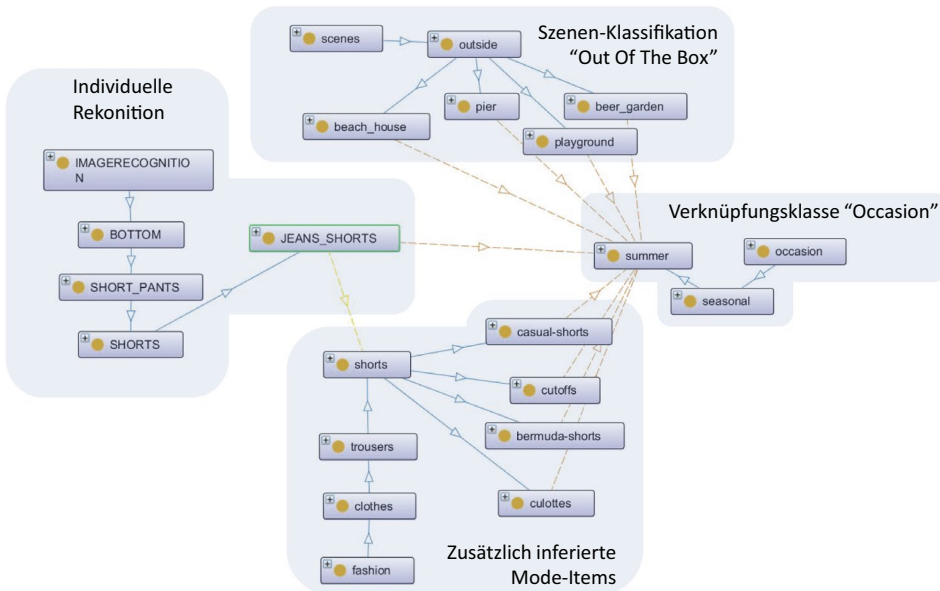 Szenen-Klassifikation
“Out Of The Box”
scenes
outside
pier
beer_garden
beach_house
playground
Individuelle
Rekonition
IMAGERECOGNITIO
N
BOTTOM
SHORT_PANTS
SHORTS
JEANS_SHORTS
Verknüpfungsklasse “Occasion”
summer
occasion
seasonal
casual-shorts
shorts
cutoffs
bermuda-shorts
trousers
culottes
clothes
fashion
Zusätzlich inferierte
Mode-Items